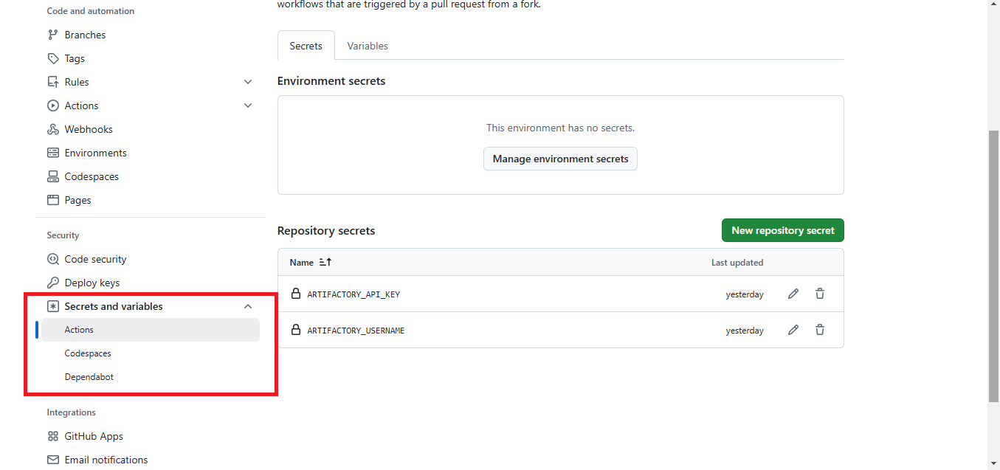 Code and automation
Branches
Tags
Rules
Actions
Webhooks
Environments
Codespaces
Pages
Security
Code security
Deploy keys
Secrets and variables
Actions
Codespaces
Dependabot
Integrations
GitHub Apps
Email notifications
workflows that are triggered by a pull request from a fork.
Secrets Variables
Environment secrets
This environment has no secrets.
Manage environment secrets
Repository secrets New repository secret
Name Last updated
ARTIFACTORY_API_KEY yesterday
ARTIFACTORY_USERNAME yesterday